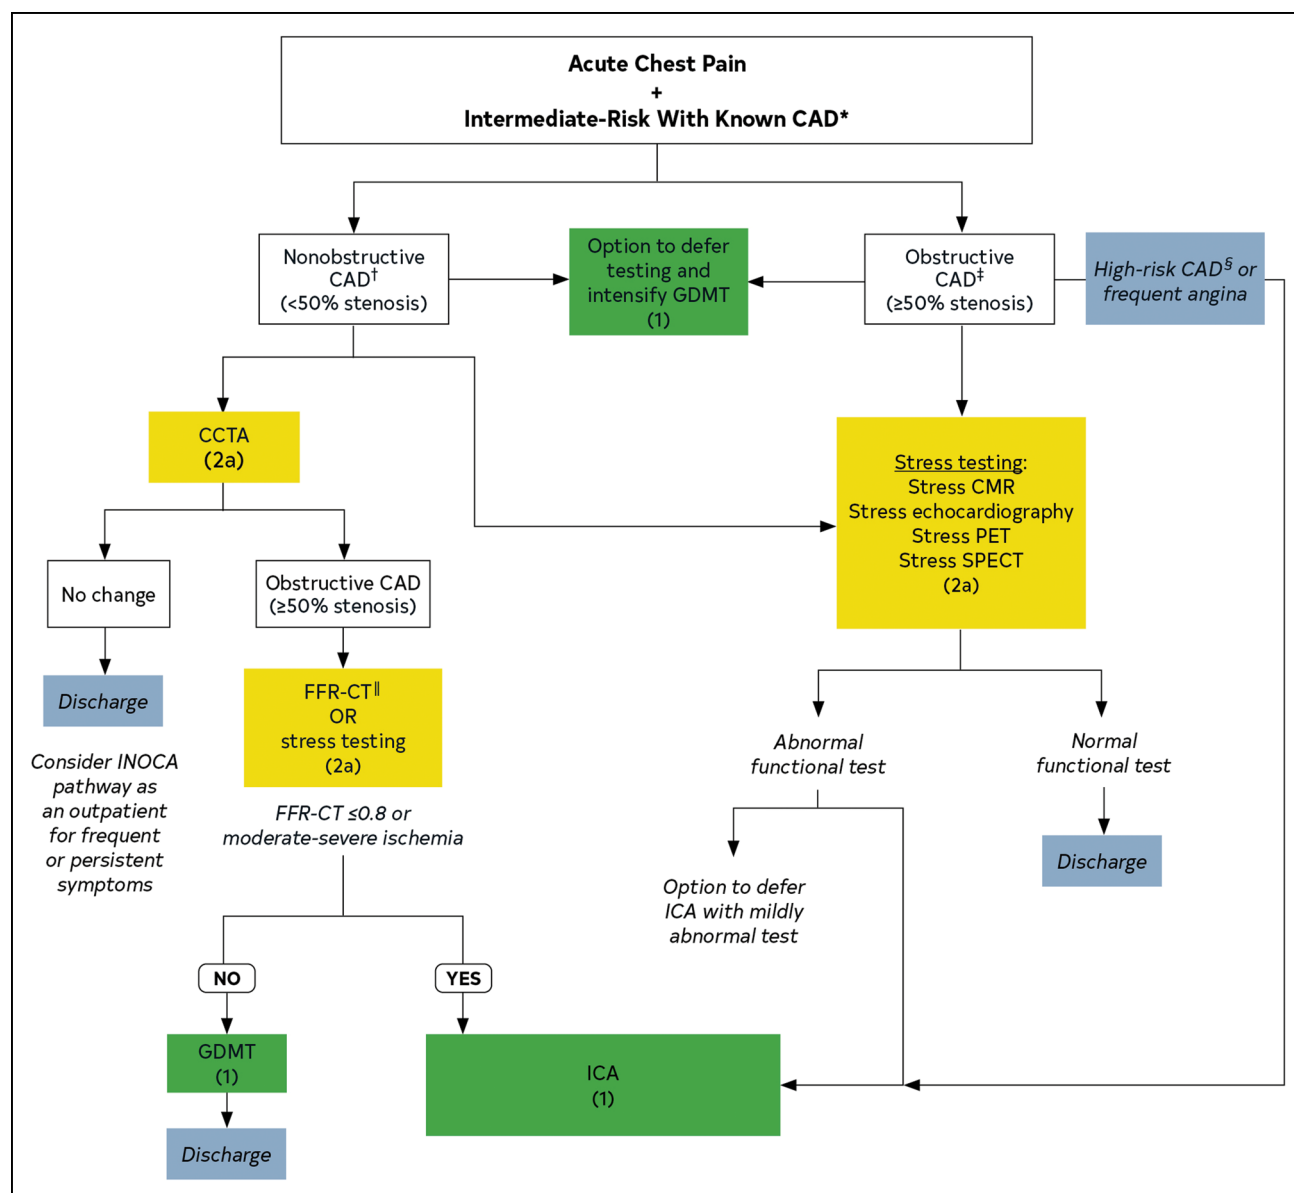 Acute Chest Pain
+
Intermediate-Risk With Known CAD*
Nonobstructive
CAD†
(<50% stenosis)
Option to defer
testing and
intensify GDMT
(1)
Obstructive
CAD‡
(≥50% stenosis)
High-risk CAD§ or
frequent angina
CCTA
(2a)
Stress testing:
Stress CMR
Stress echocardiography
Stress PET
Stress SPECT
(2a)
No change
Obstructive CAD
(≥50% stenosis)
Discharge
Consider INOCA
pathway as
an outpatient
for frequent
or persistent
symptoms
FFR-CT‖
OR
stress testing
(2a)
FFR-CT ≤0.8 or
moderate-severe ischemia
Abnormal
functional test
Normal
functional test
Option to defer
ICA with mildly
abnormal test
Discharge
NO
YES
GDMT
(1)
ICA
(1)
Discharge